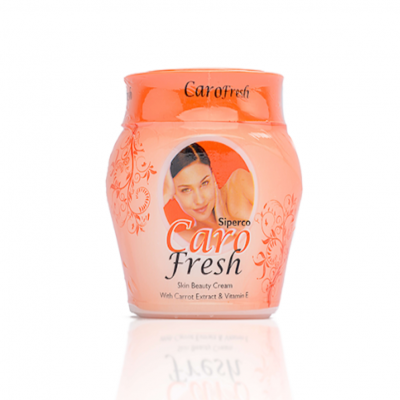 CaroFresh
Siperco
Caro
Fresh
Skin Beauty Cream
With Carrot Extract & Vitamin E